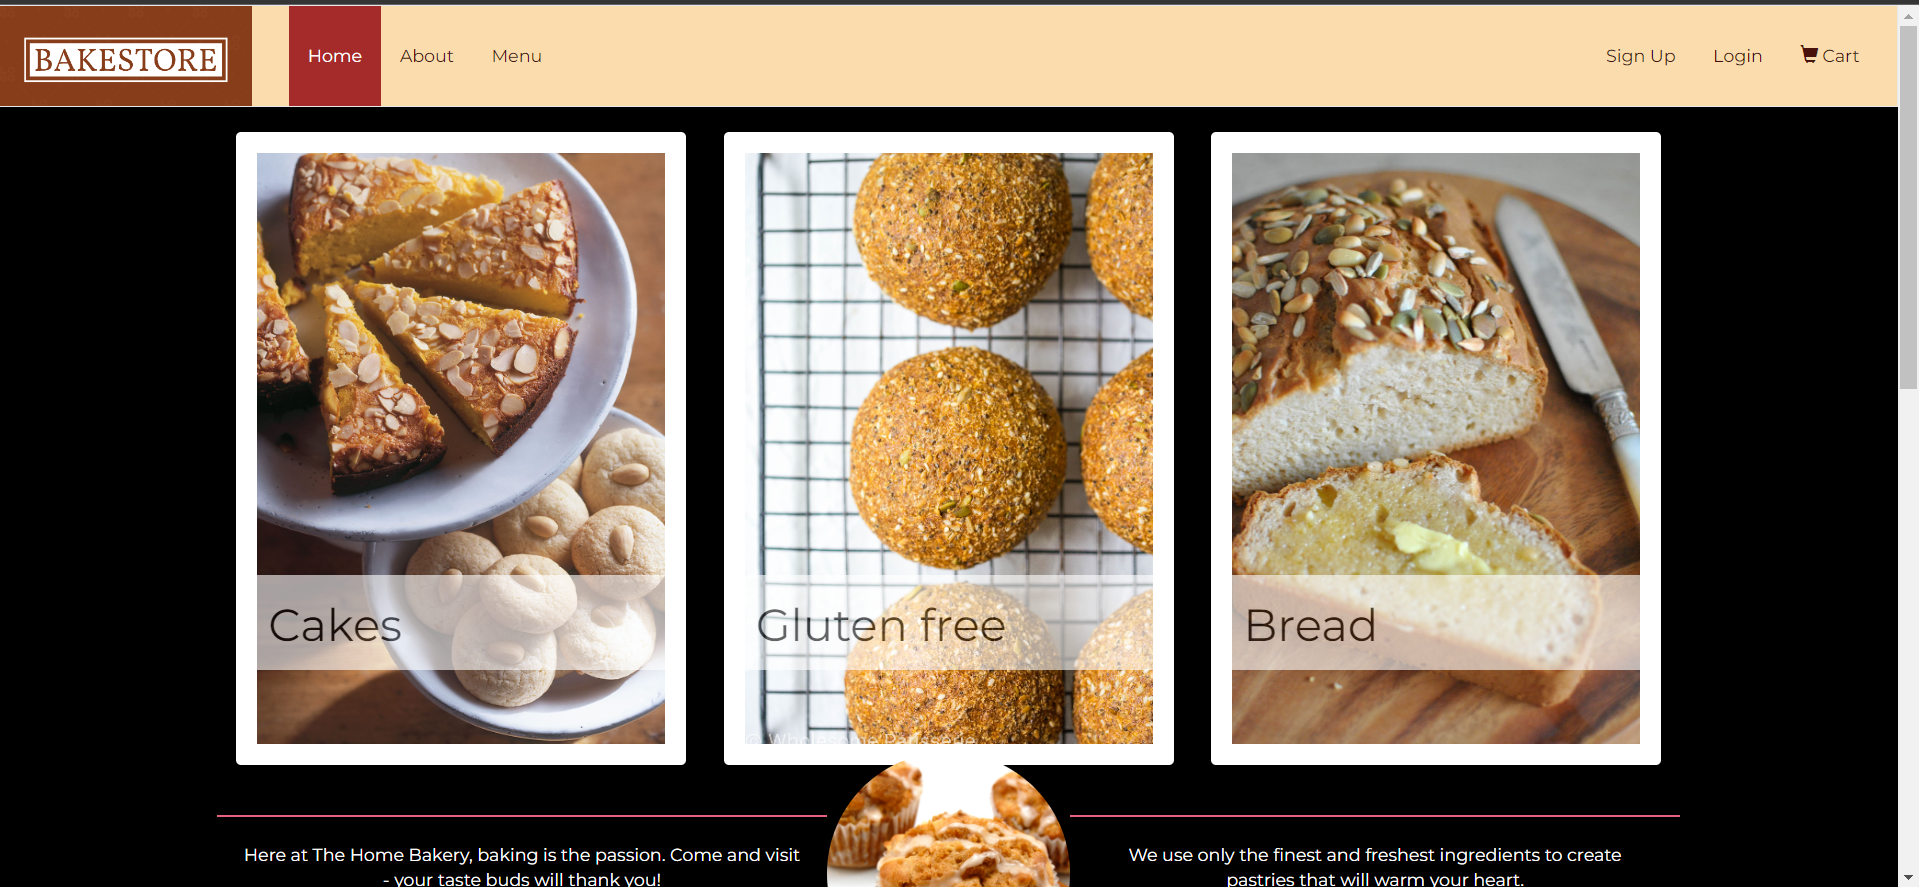 BAKESTORE
Home About Menu Sign Up Login Cart
Cakes
Gluten free
Bread
© Wholesome Patisserie
Here at The Home Bakery, baking is the passion. Come and visit
- your taste buds will thank you!
We use only the finest and freshest ingredients to create
pastries that will warm your heart.